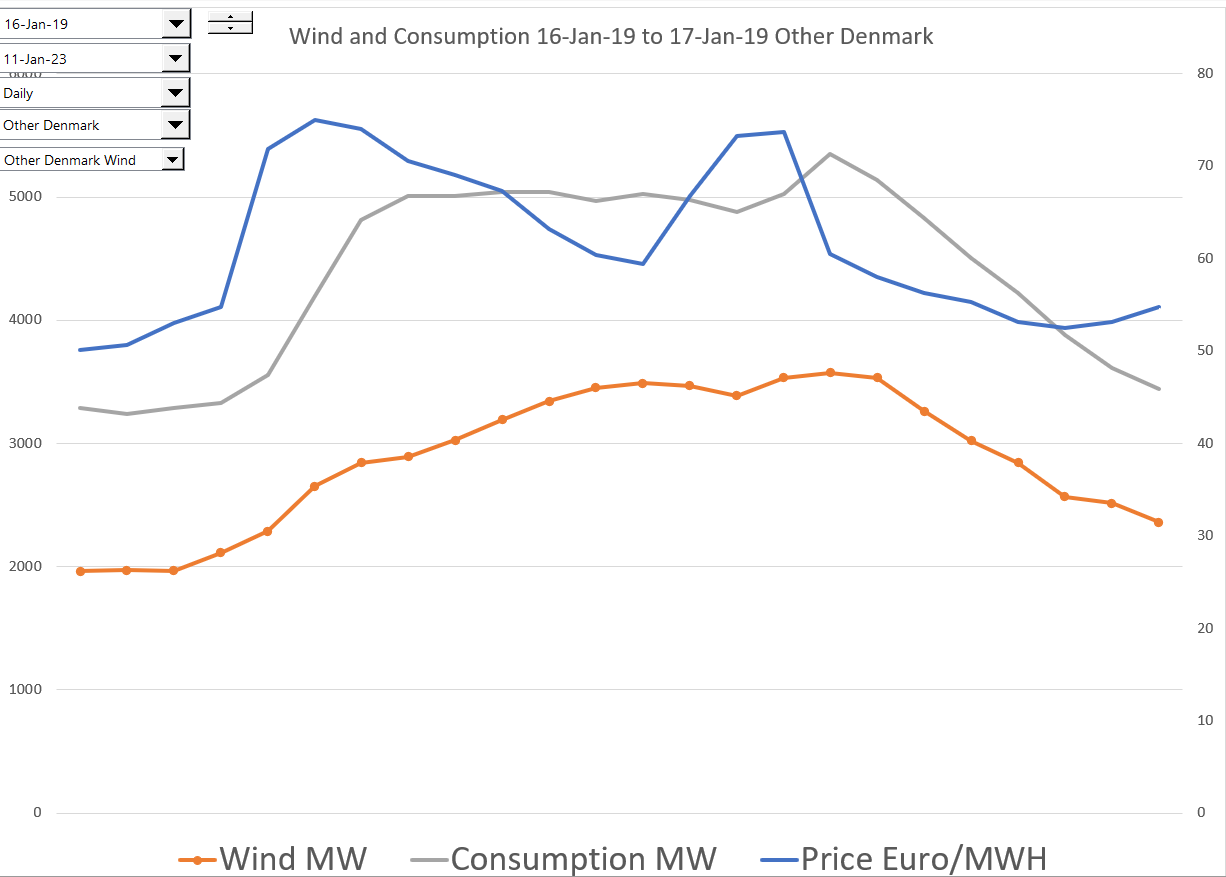 16-Jan-19
Wind and Consumption 16-Jan-19 to 17-Jan-19 Other Denmark
11-Jan-23
6000
80
Daily
Other Denmark
Other Denmark Wind
70
5000
60
4000
50
3000
40
30
2000
20
1000
10
0
0
Wind MW
Consumption MW
Price Euro/MWH